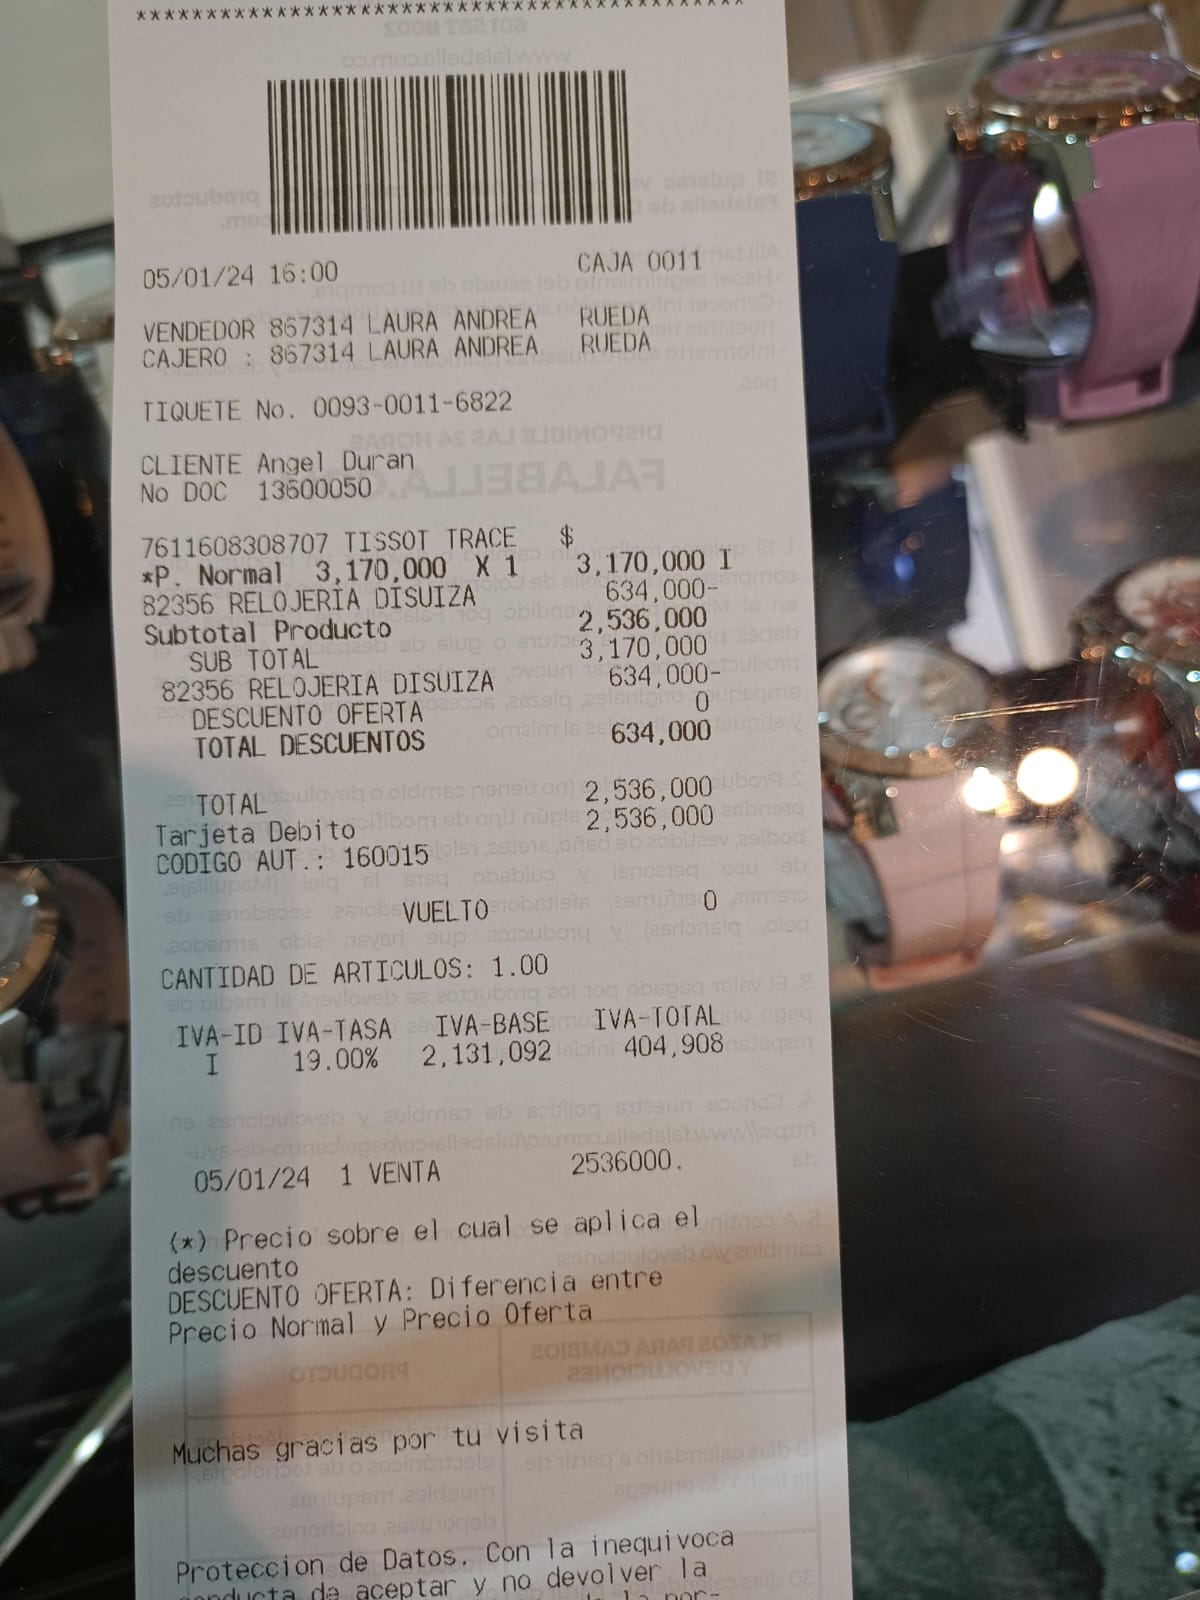 ****************************************
05/01/24 16:00 CAJA 0011
VENDEDOR 867314 LAURA ANDREA RUEDA
CAJERO : 867314 LAURA ANDREA RUEDA
TIQUETE No. 0093-0011-6822
CLIENTE Angel Duran
No DOC 13600050
7611608308707 TISSOT TRACE $
*P. Normal 3,170,000 X 1 3,170,000 I
82356 RELOJERIA DISUIZA 634,000-
Subtotal Producto 2,536,000
SUB TOTAL 3,170,000
82356 RELOJERIA DISUIZA 634,000-
DESCUENTO OFERTA 0
TOTAL DESCUENTOS 634,000
TOTAL 2,536,000
Tarjeta Debito 2,536,000
CODIGO AUT.: 160015
VUELTO 0
CANTIDAD DE ARTICULOS: 1.00
IVA-ID IVA-TASA IVA-BASE IVA-TOTAL
I 19.00% 2,131,092 404,908
05/01/24 1 VENTA 2536000.
(*) Precio sobre el cual se aplica el
descuento
DESCUENTO OFERTA: Diferencia entre
Precio Normal y Precio Oferta
Muchas gracias por tu visita
Proteccion de Datos. Con la inequivoca
conducta de aceptar y no devolver la